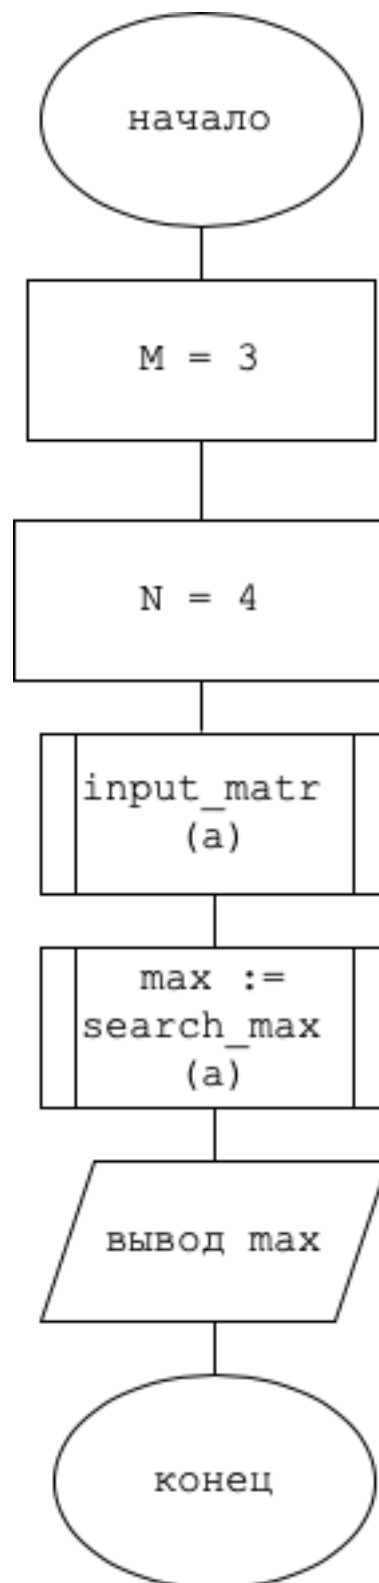 начало
M = 3
N = 4
input_matr
(a)
max :=
search_max
(a)
вывод max
конец